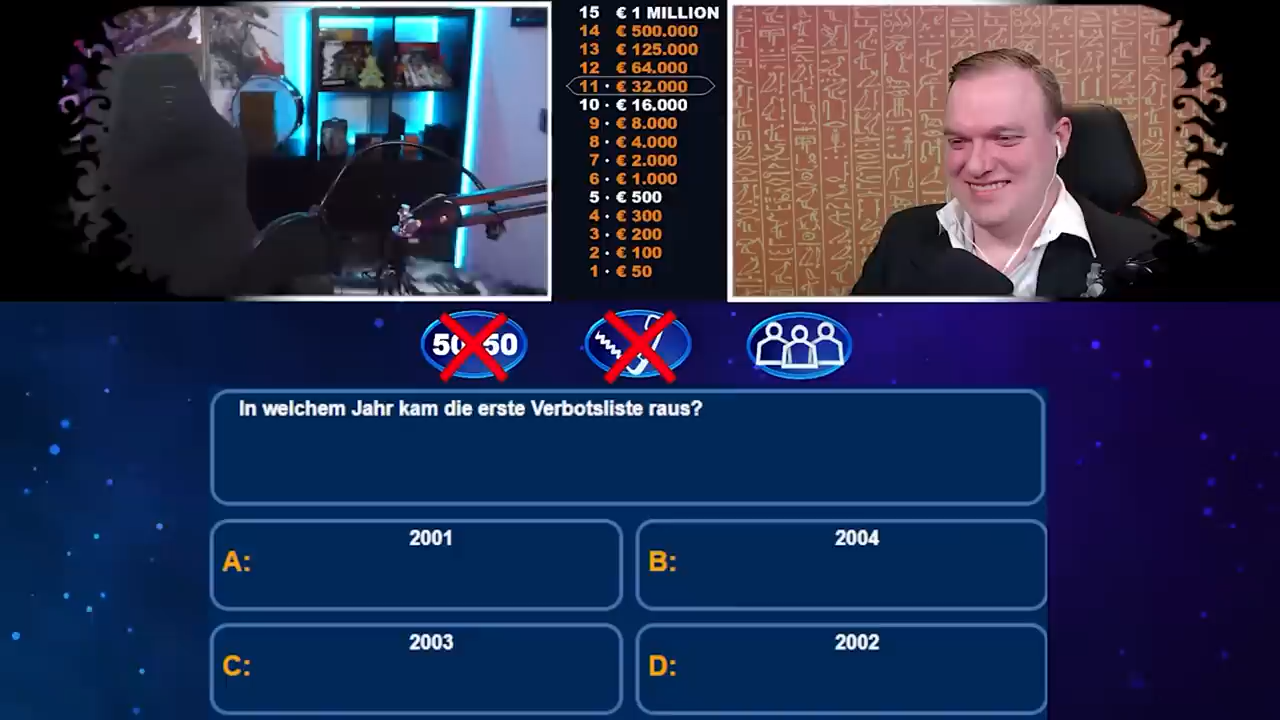 15 € 1 MILLION
14 € 500.000
13 € 125.000
12 € 64.000
11 · € 32.000
10 · € 16.000
9 · € 8.000
8 · € 4.000
7 · € 2.000
6 · € 1.000
5 · € 500
4 · € 300
3 · € 200
2 · € 100
1 · € 50
50 50
In welchem Jahr kam die erste Verbotsliste raus?
A: 2001
B: 2004
C: 2003
D: 2002